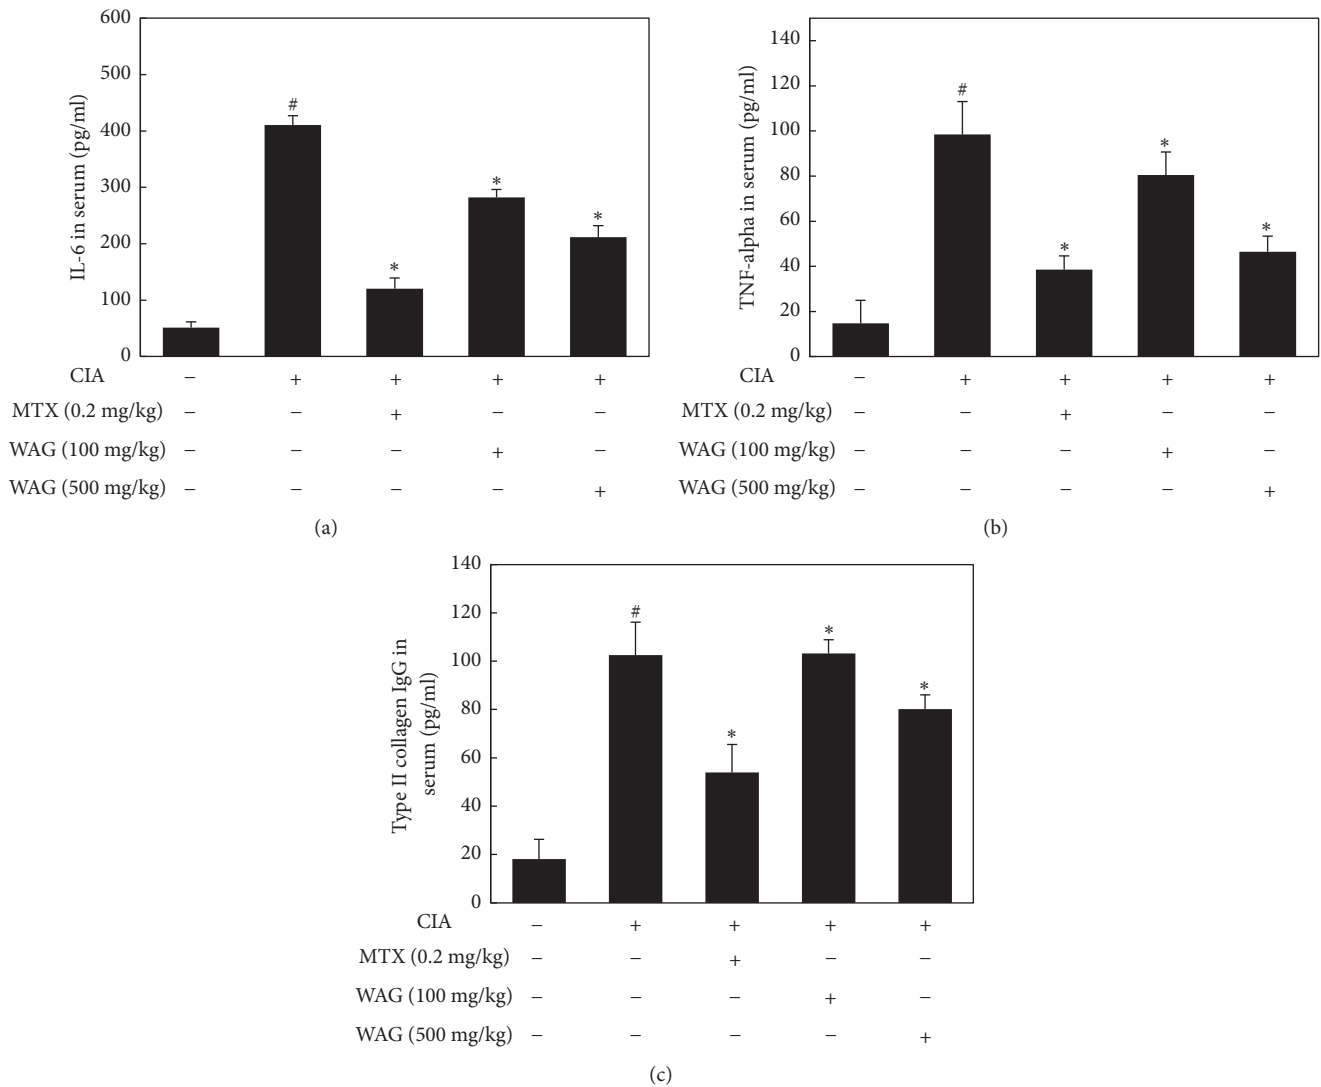 600
500
400
300
200
100
0
IL-6 in serum (pg/ml)
#
*
*
*
CIA − + + + +
MTX (0.2 mg/kg) − − + − −
WAG (100 mg/kg) − − − + −
WAG (500 mg/kg) − − − − +
(a)
140
120
100
80
60
40
20
0
TNF-alpha in serum (pg/ml)
#
*
*
*
CIA − + + + +
MTX (0.2 mg/kg) − − + − −
WAG (100 mg/kg) − − − + −
WAG (500 mg/kg) − − − − +
(b)
140
120
100
80
60
40
20
0
Type II collagen IgG in
serum (pg/ml)
#
*
*
*
CIA − + + + +
MTX (0.2 mg/kg) − − + − −
WAG (100 mg/kg) − − − + −
WAG (500 mg/kg) − − − − +
(c)